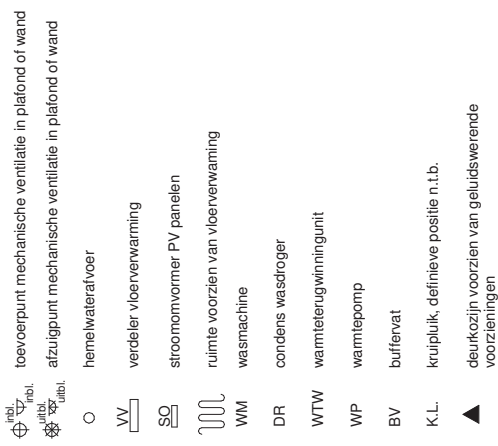 inbl. inbl. toevoerpunt mechanische ventilatie in plafond of wand
uitbl. uitbl. afzuigpunt mechanische ventilatie in plafond of wand
hemelwaterafvoer
VV verdeler vloerverwarming
SO stroomomvormer PV panelen
ruimte voorzien van vloerverwaming
WM wasmachine
DR condens wasdroger
WTW warmteterugwinningunit
WP warmtepomp
BV buffervat
K.L. kruipluik, definieve positie n.t.b.
deurkozijn voorzien van geluidswerende
voorzieningen